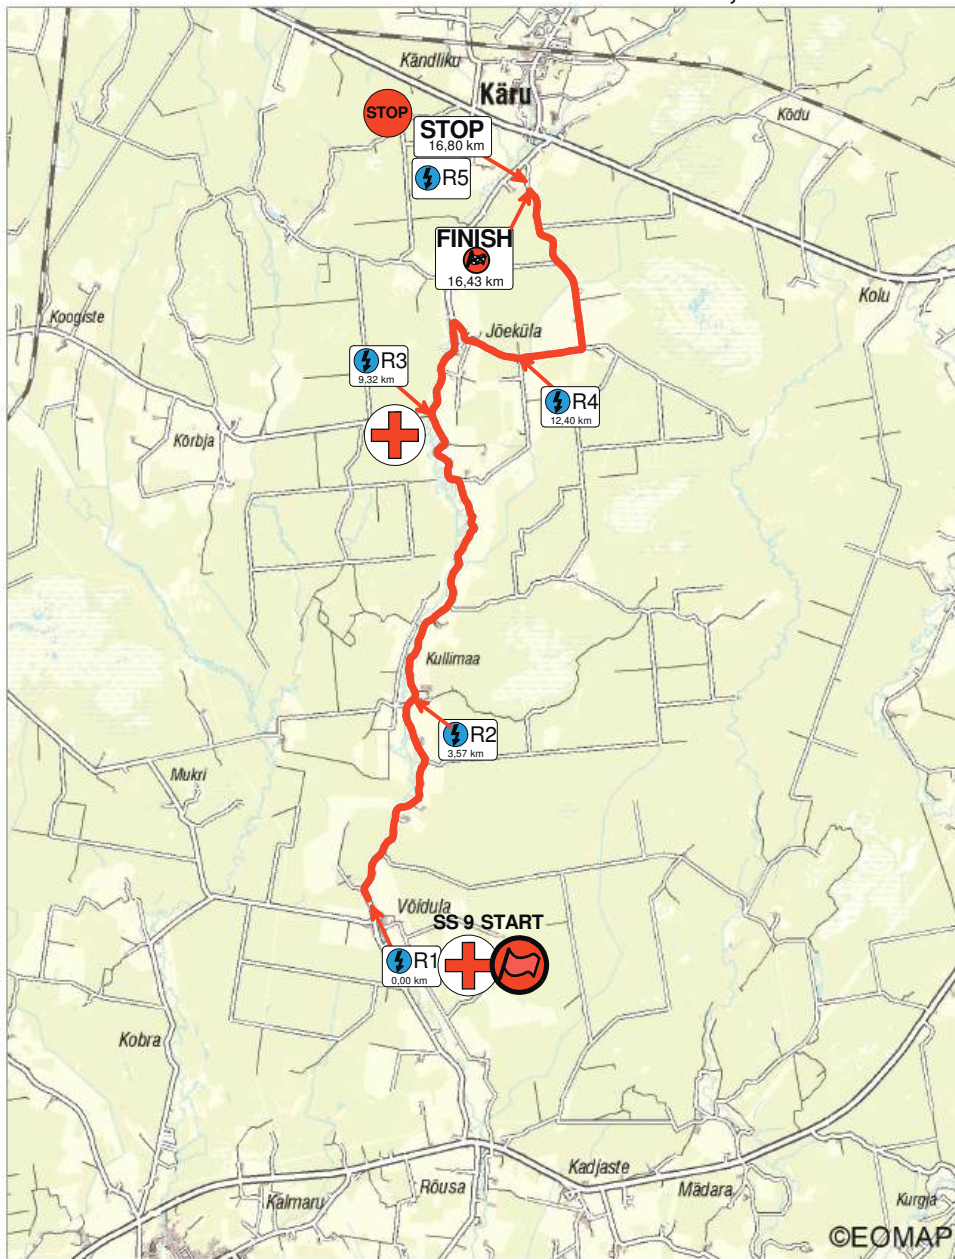 Kändliku
Käru
Kõdu
STOP
STOP
16,80 km
R5
FINISH
16,43 km
Kolu
Koogiste
Jõeküla
R3
9,32 km
R4
12,40 km
Kõrbja
Kullimaa
R2
3,57 km
Mukri
Võidula
SS 9 START
R1
0,00 km
Kobra
Kadjaste
Rõusa
Mädara
Kalmaru
Kurgja
©EOMAP